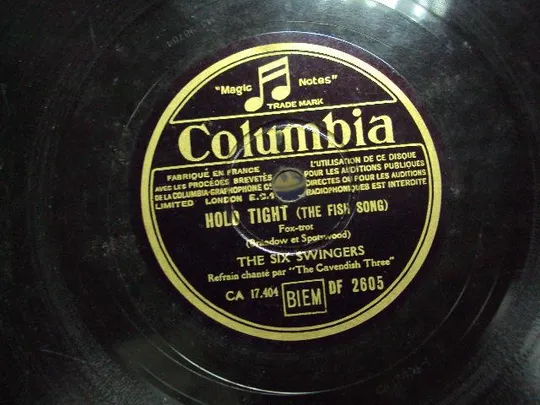 "Magic Notes"
TRADE MARK
Columbia
FABRIQUÉ EN FRANCE
AVEC LES PROCÉDÉS BREVETÉS
DE LA COLUMBIA-GRAPHOPHONE C°
LIMITED LONDON E.C.1
L'UTILISATION DE CE DISQUE
POUR LES AUDITIONS PUBLIQUES
DIRECTES OU POUR LES AUDITIONS
RADIOPHONIQUES EST INTERDITE
HOLD TIGHT (THE FISH SONG)
Fox-trot
(Brandow et Spotswood)
THE SIX SWINGERS
Refrain chanté par "The Cavendish Three"
CA 17.404 BIEM DF 2605